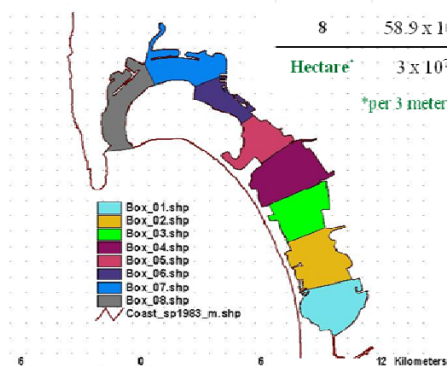 8 58.9 x 10
Hectare* 3 x 10
*per 3 meter
Box_01.shp
Box_02.shp
Box_03.shp
Box_04.shp
Box_05.shp
Box_06.shp
Box_07.shp
Box_08.shp
Coast_sp1983_m.shp
6 0 6 12 Kilometers